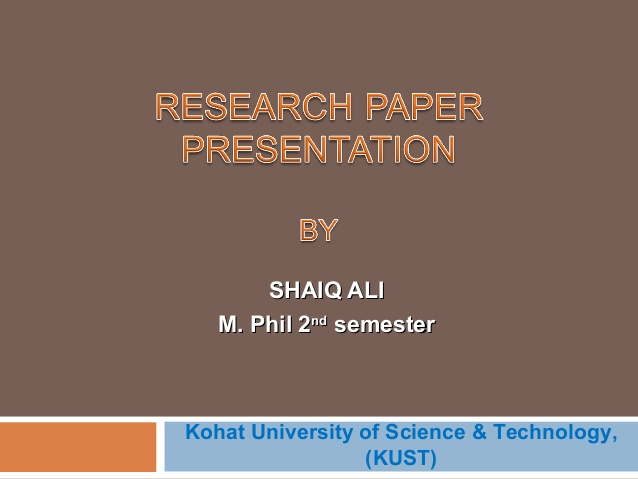 RESEARCH PAPER
PRESENTATION
BY
SHAIQ ALI
M. Phil 2nd semester
Kohat University of Science & Technology,
(KUST)